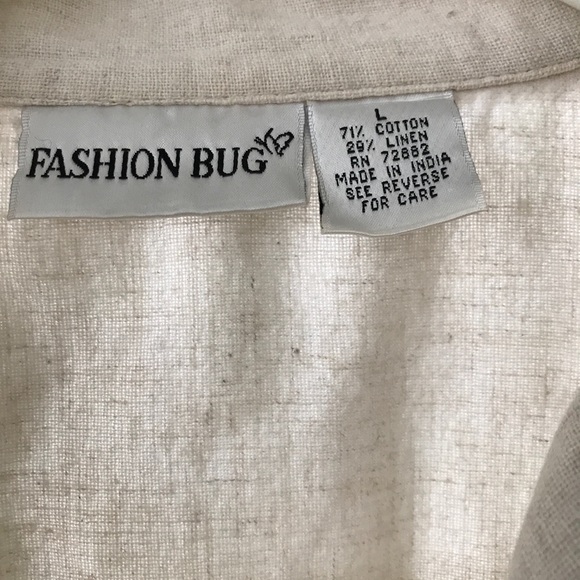 FASHION BUG
L
71% COTTON
29% LINEN
RN 72882
MADE IN INDIA
SEE REVERSE
FOR CARE